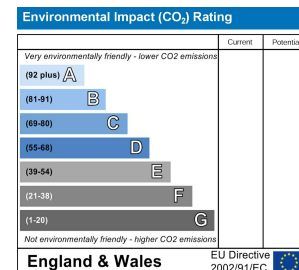 Environmental Impact (CO₂) Rating
Current Potentia
Very environmentally friendly - lower CO2 emissions
(92 plus) A
(81-91) B
(69-80) C
(55-68) D
(39-54) E
(21-38) F
(1-20) G
Not environmentally friendly - higher CO2 emissions
England & Wales
EU Directive
2002/91/EC